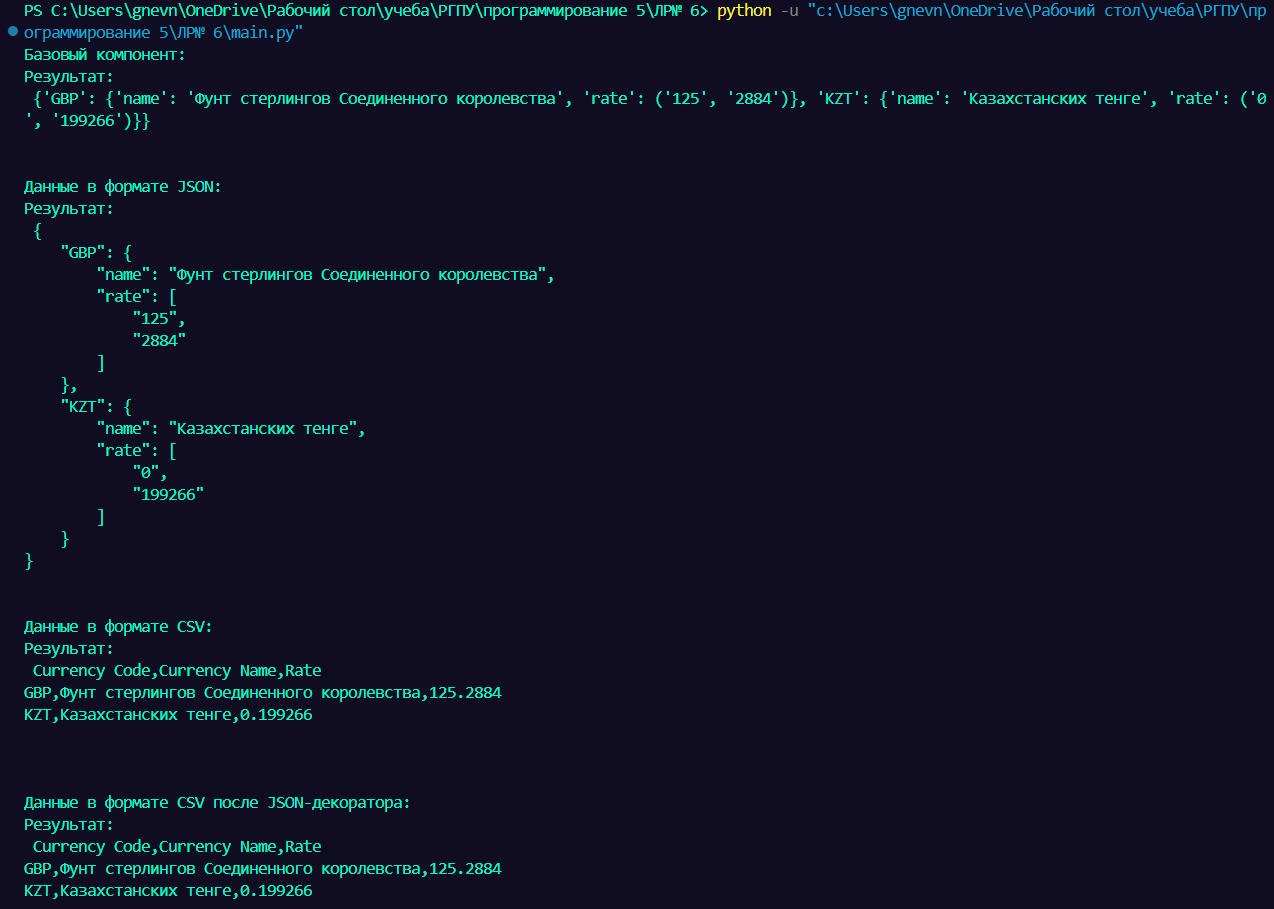 PS C:\Users\gnevn\OneDrive\Рабочий стол\учеба\РГПУ\программирование 5\ЛР№ 6> python -u "c:\Users\gnevn\OneDrive\Рабочий стол\учеба\РГПУ\пр
ограммирование 5\ЛР№ 6\main.py"
Базовый компонент:
Результат:
 {'GBP': {'name': 'Фунт стерлингов Соединенного королевства', 'rate': ('125', '2884')}, 'KZT': {'name': 'Казахстанских тенге', 'rate': ('0
', '199266')}}
Данные в формате JSON:
Результат:
 {
    "GBP": {
        "name": "Фунт стерлингов Соединенного королевства",
        "rate": [
            "125",
            "2884"
        ]
    },
    "KZT": {
        "name": "Казахстанских тенге",
        "rate": [
            "0",
            "199266"
        ]
    }
}
Данные в формате CSV:
Результат:
 Currency Code,Currency Name,Rate
GBP,Фунт стерлингов Соединенного королевства,125.2884
KZT,Казахстанских тенге,0.199266
Данные в формате CSV после JSON-декоратора:
Результат:
 Currency Code,Currency Name,Rate
GBP,Фунт стерлингов Соединенного королевства,125.2884
KZT,Казахстанских тенге,0.199266